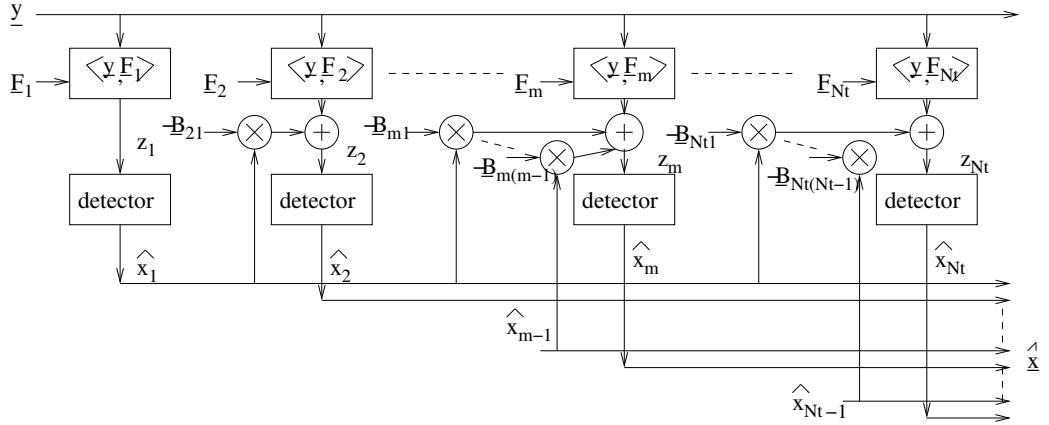 y
<y,F1> <y,F2> <y,Fm> <y,FNt>
F1 F2 Fm FNt
-B21 -Bm1 -BNt1
z1 z2 -Bm(m-1) zm -BNt(Nt-1) zNt
detector detector detector detector
x̂1 x̂2 x̂m x̂Nt
x̂m-1
x̂
x̂Nt-1